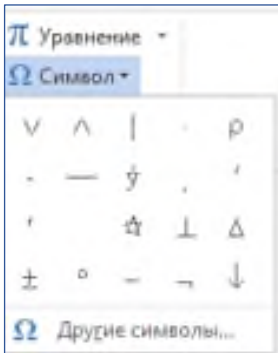 π Уравнение
Ω Символ
∨ ∧ | · ρ
- — ẏ ˌ ′
′ ☆ ⊥ Δ
± ° – ¬ ↓
Ω Другие символы...